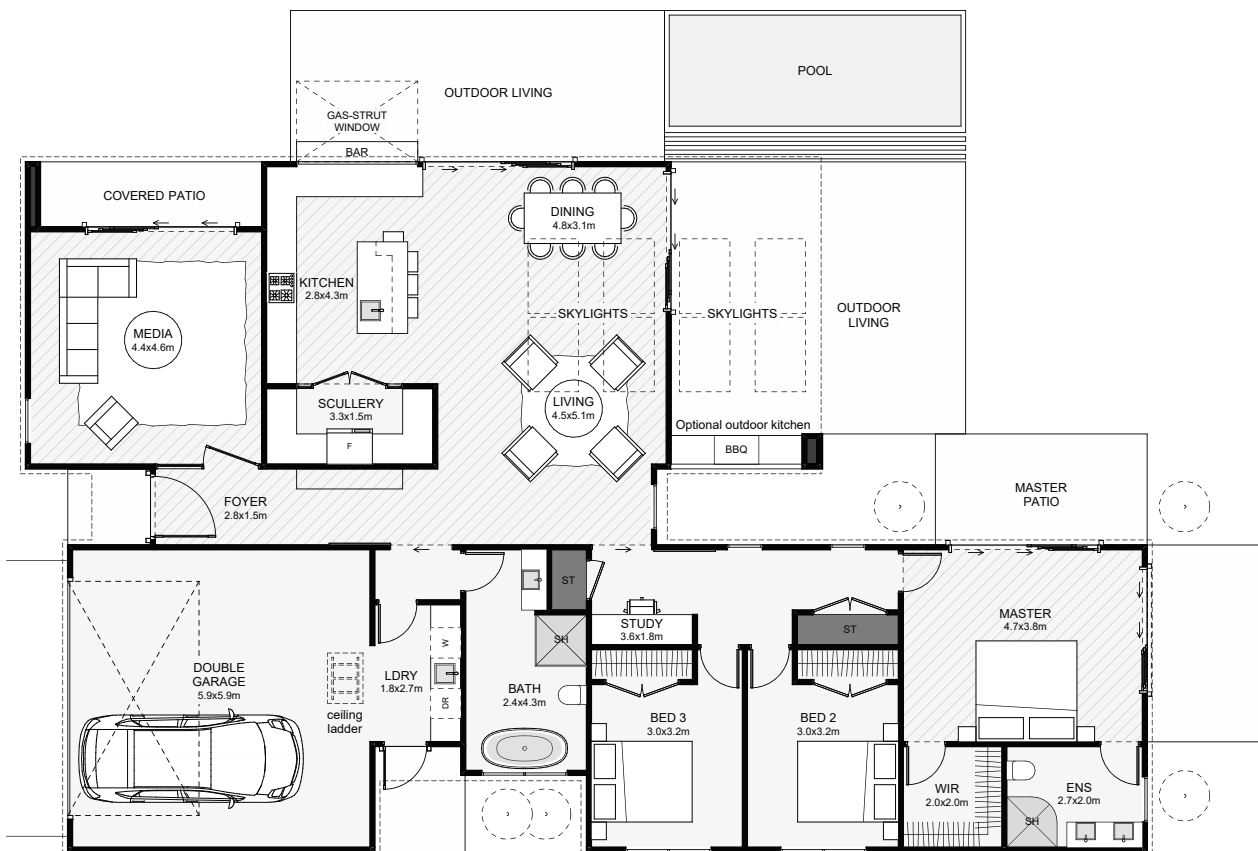 POOL
OUTDOOR LIVING
GAS-STRUT
WINDOW
BAR
COVERED PATIO
DINING
4.8x3.1m
KITCHEN
2.8x4.3m
MEDIA
4.4x4.6m
SKYLIGHTS
SKYLIGHTS
OUTDOOR
LIVING
SCULLERY
3.3x1.5m
F
LIVING
4.5x5.1m
Optional outdoor kitchen
BBQ
FOYER
2.8x1.5m
MASTER
PATIO
ST
STUDY
3.6x1.8m
ST
MASTER
4.7x3.8m
SH
W
DOUBLE
GARAGE
5.9x5.9m
LDRY
1.8x2.7m
DR
BATH
2.4x4.3m
ceiling
ladder
BED 3
3.0x3.2m
BED 2
3.0x3.2m
WIR
2.0x2.0m
ENS
2.7x2.0m
SH